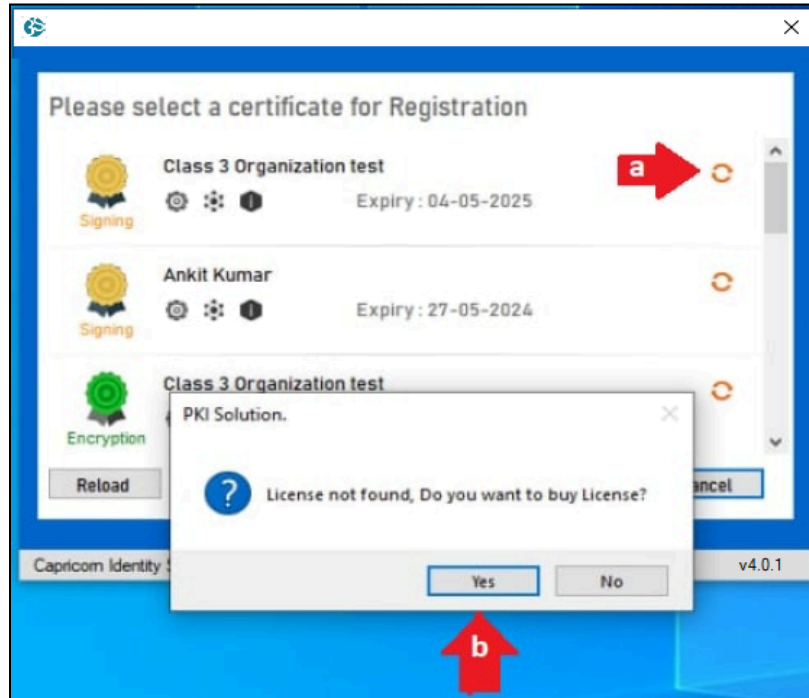 Please select a certificate for Registration
Class 3 Organization test
a
Expiry : 04-05-2025
Signing
Ankit Kumar
Expiry : 27-05-2024
Signing
Class 3 Organization test
Encryption
PKI Solution.
License not found, Do you want to buy License?
Reload
ancel
Capricorn Identity
v4.0.1
Yes
No
b